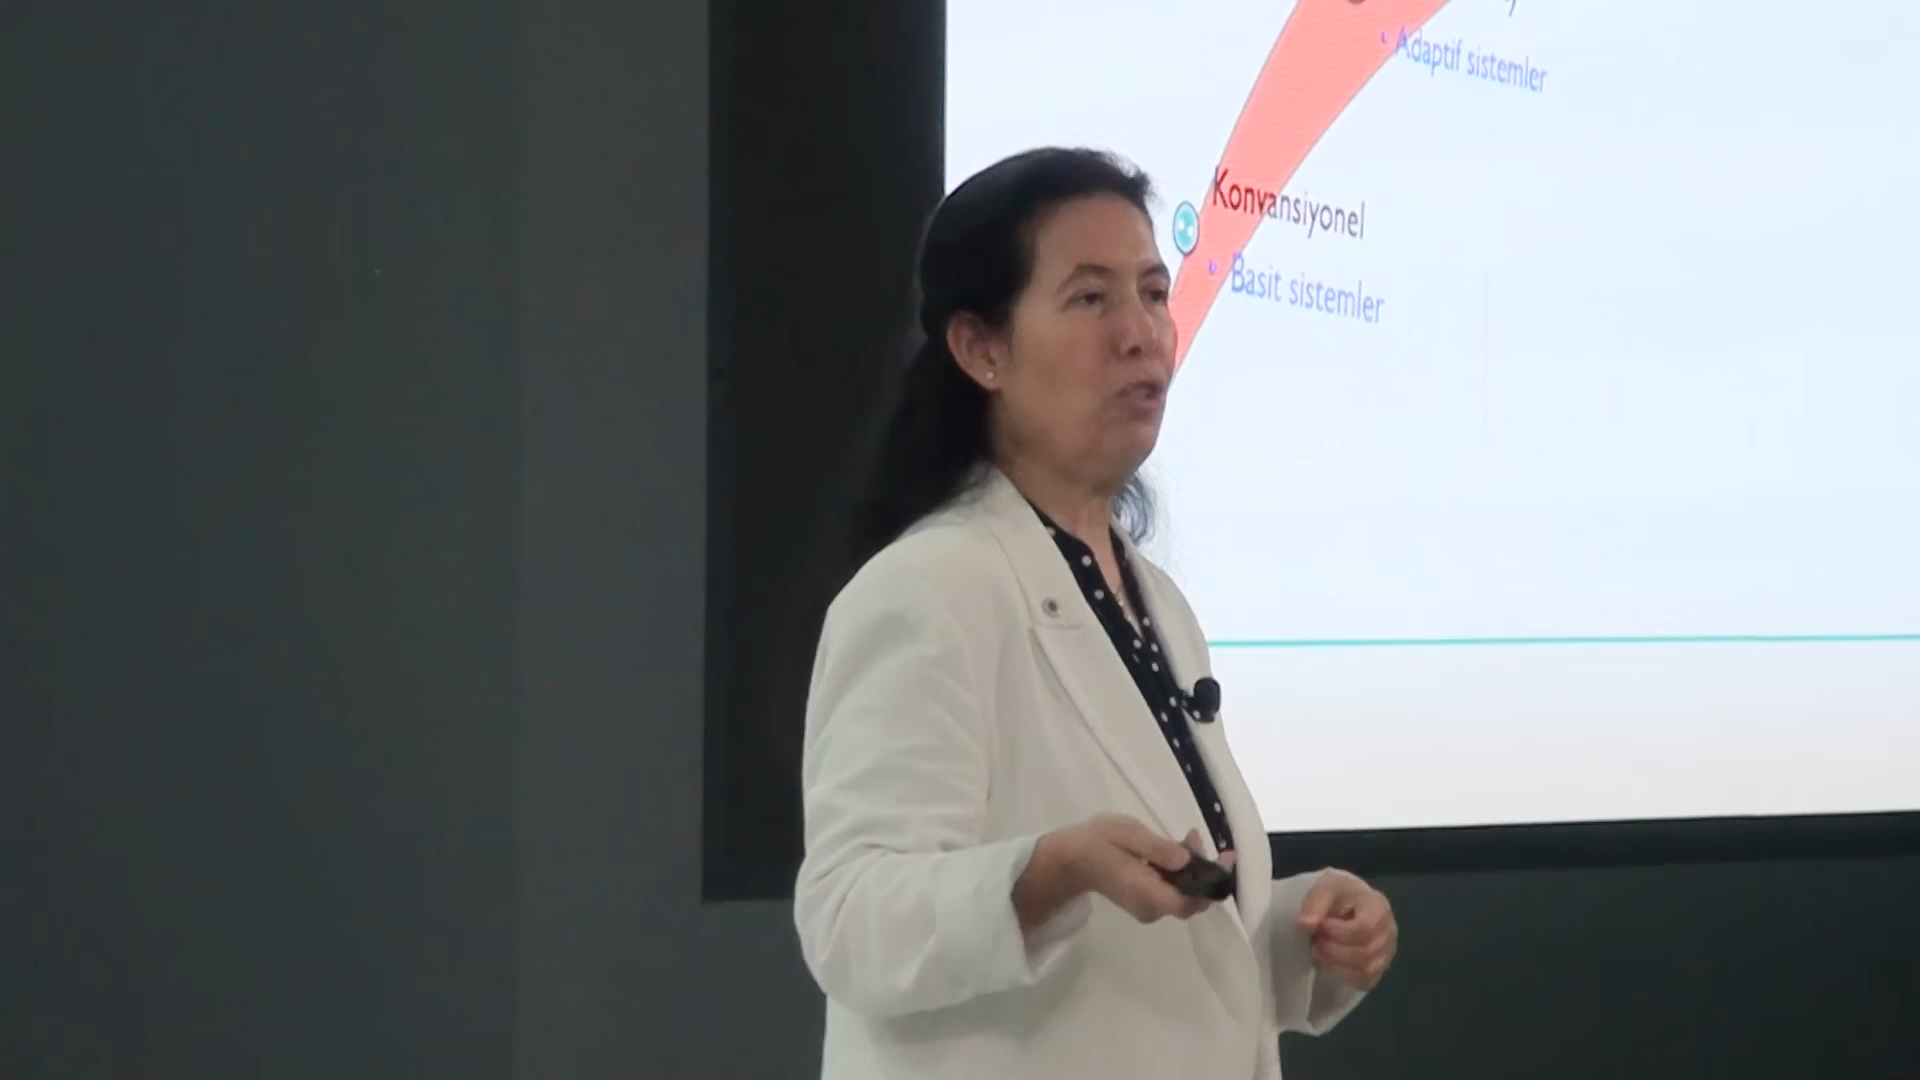 Adaptif sistemler
Konvansiyonel
Basit sistemler